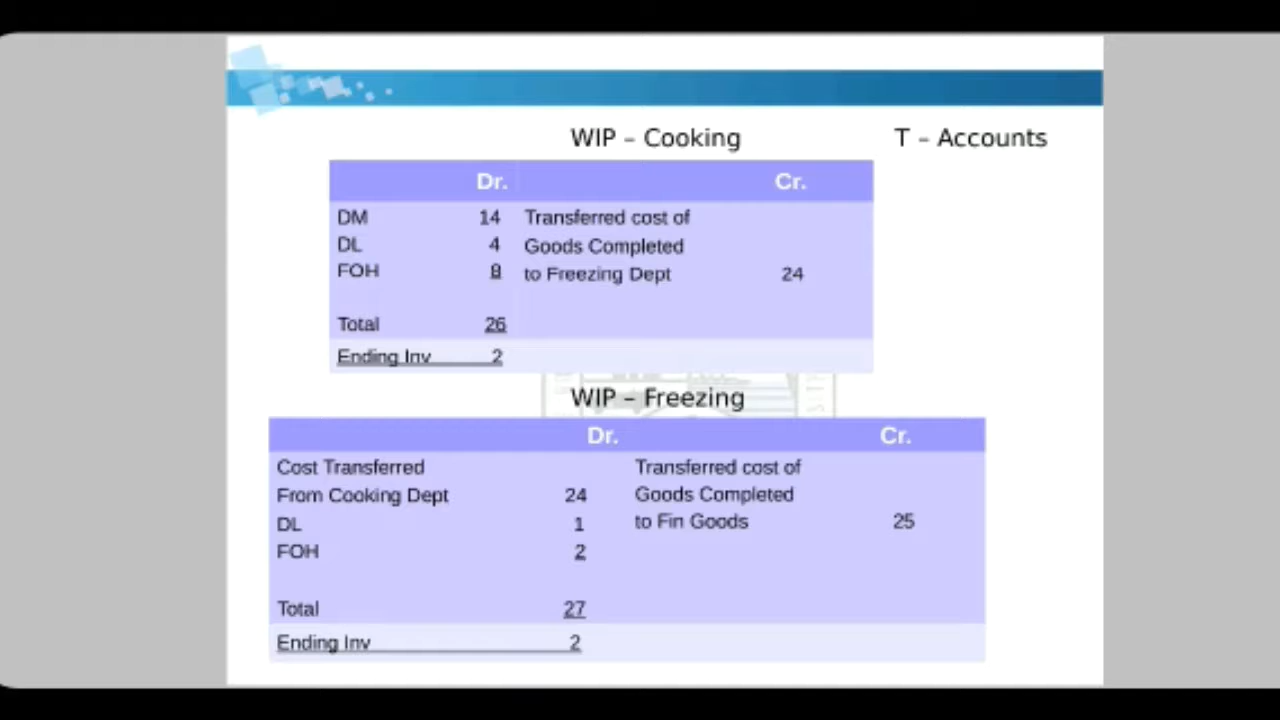 WIP – Cooking
T – Accounts
Dr. Cr.
DM 14 Transferred cost of
DL 4 Goods Completed
FOH 8 to Freezing Dept 24
Total 26
Ending Inv 2
WIP – Freezing
Dr. Cr.
Cost Transferred Transferred cost of
From Cooking Dept 24 Goods Completed
DL 1 to Fin Goods 25
FOH 2
Total 27
Ending Inv 2